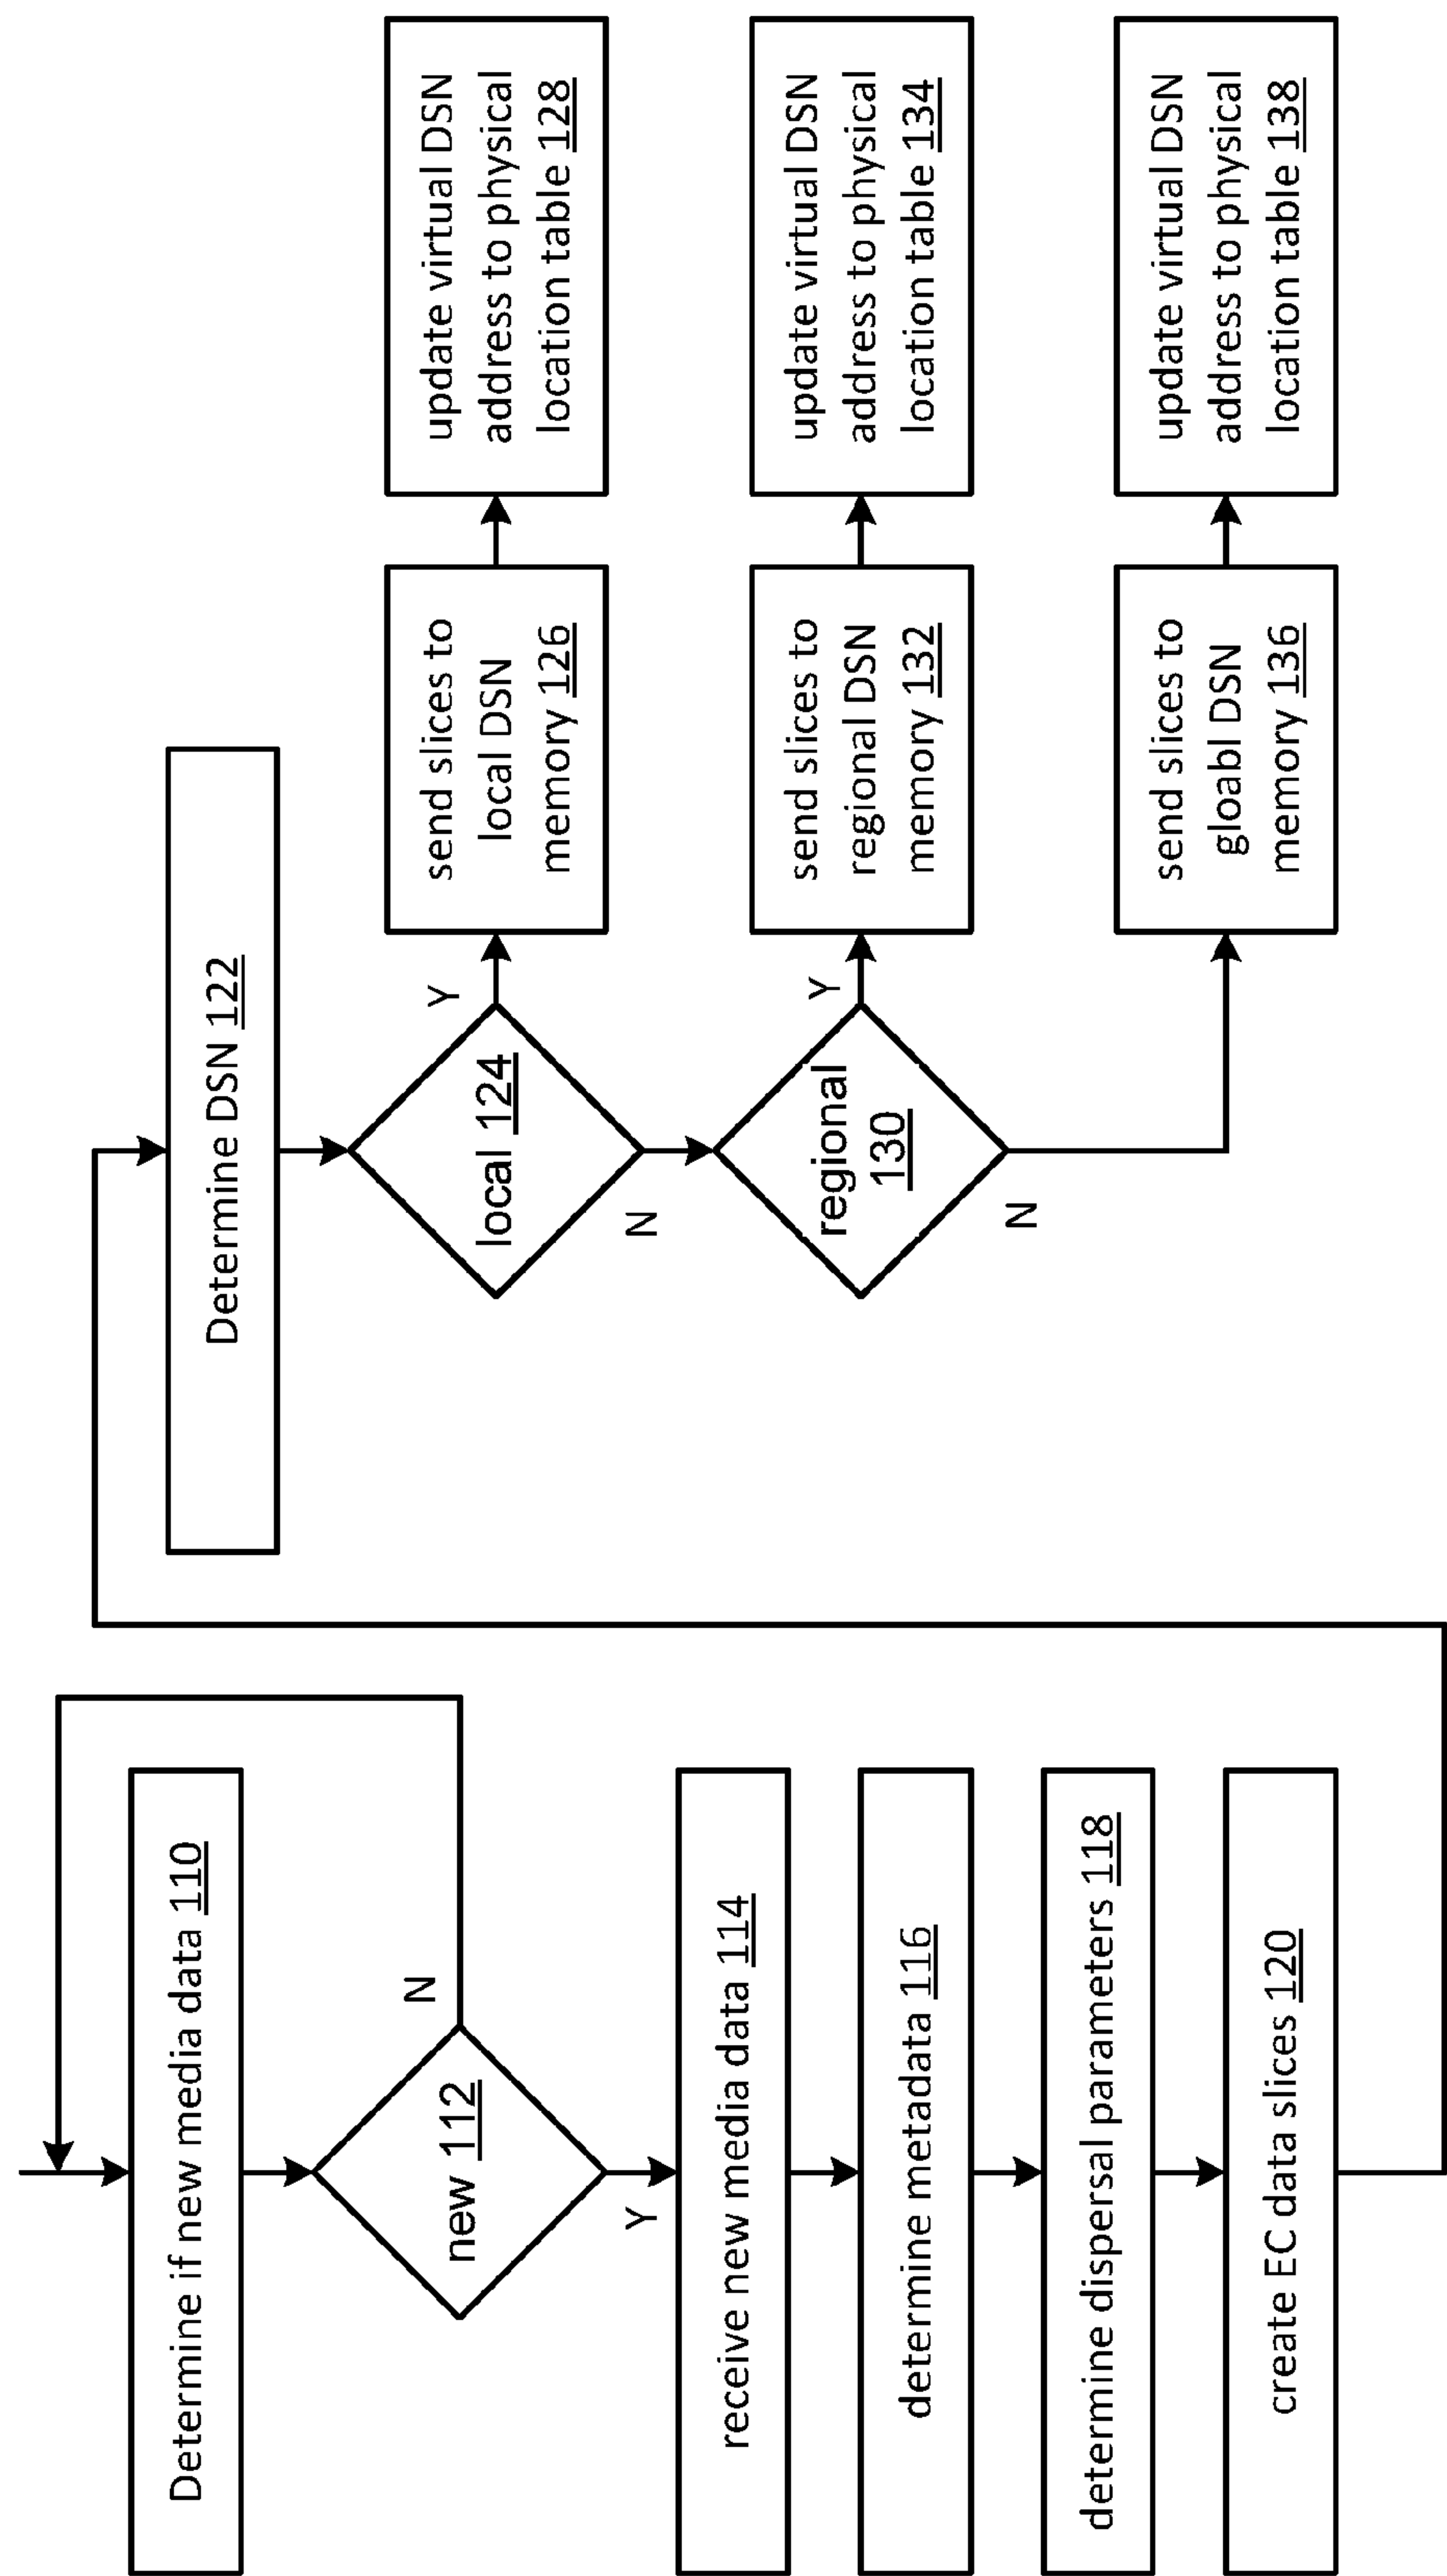 Determine if new media data 110
new 112
N
Y
receive new media data 114
determine metadata 116
determine dispersal parameters 118
create EC data slices 120
Determine DSN 122
local 124
Y
N
send slices to
local DSN
memory 126
update virtual DSN
address to physical
location table 128
regional
130
Y
N
send slices to
regional DSN
memory 132
update virtual DSN
address to physical
location table 134
send slices to
gloabl DSN
memory 136
update virtual DSN
address to physical
location table 138